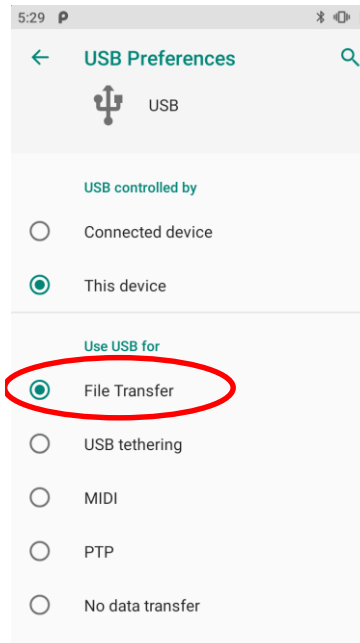 5:29
USB Preferences
USB
USB controlled by
Connected device
This device
Use USB for
File Transfer
USB tethering
MIDI
PTP
No data transfer